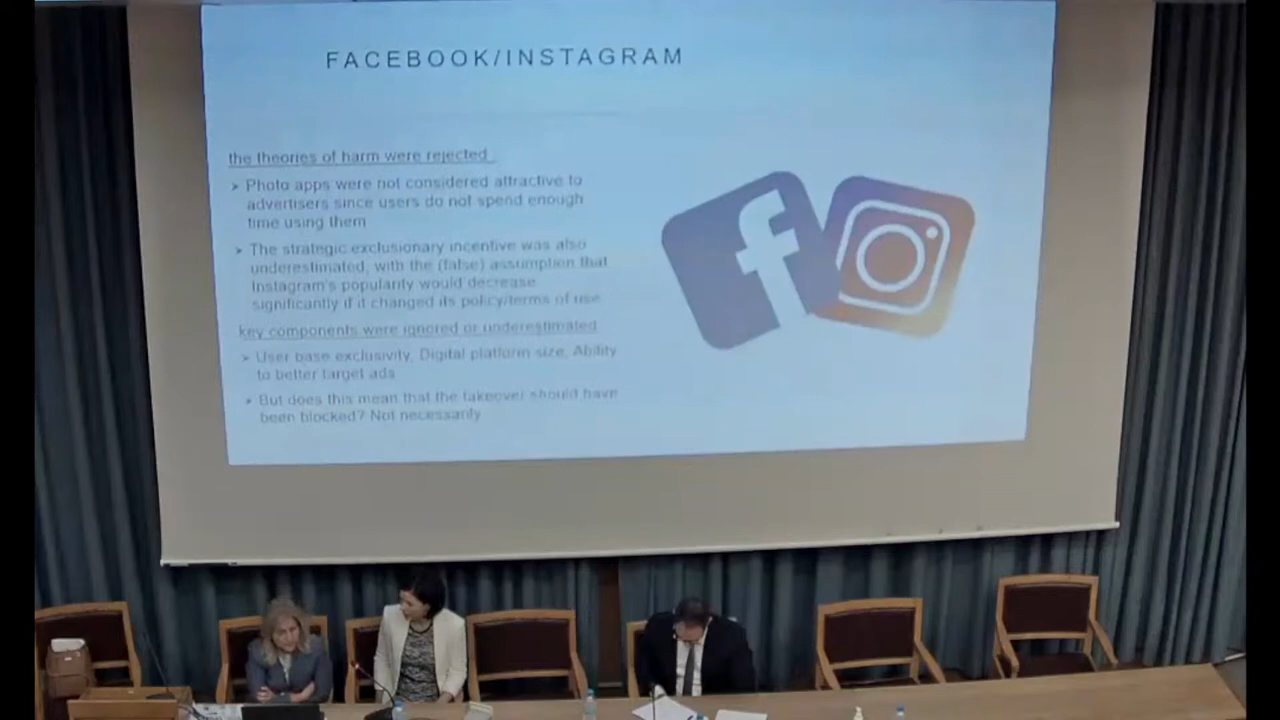 FACEBOOK/INSTAGRAM
the theories of harm were rejected
➢ Photo apps were not considered attractive to
advertisers since users do not spend enough
time using them
➢ The strategic exclusionary incentive was also
underestimated, with the (false) assumption that
Instagram's popularity would decrease
significantly if it changed its policy/terms of use
key components were ignored or underestimated
➢ User base exclusivity, Digital platform size, Ability
to better target ads
➢ But does this mean that the takeover should have
been blocked? Not necessarily